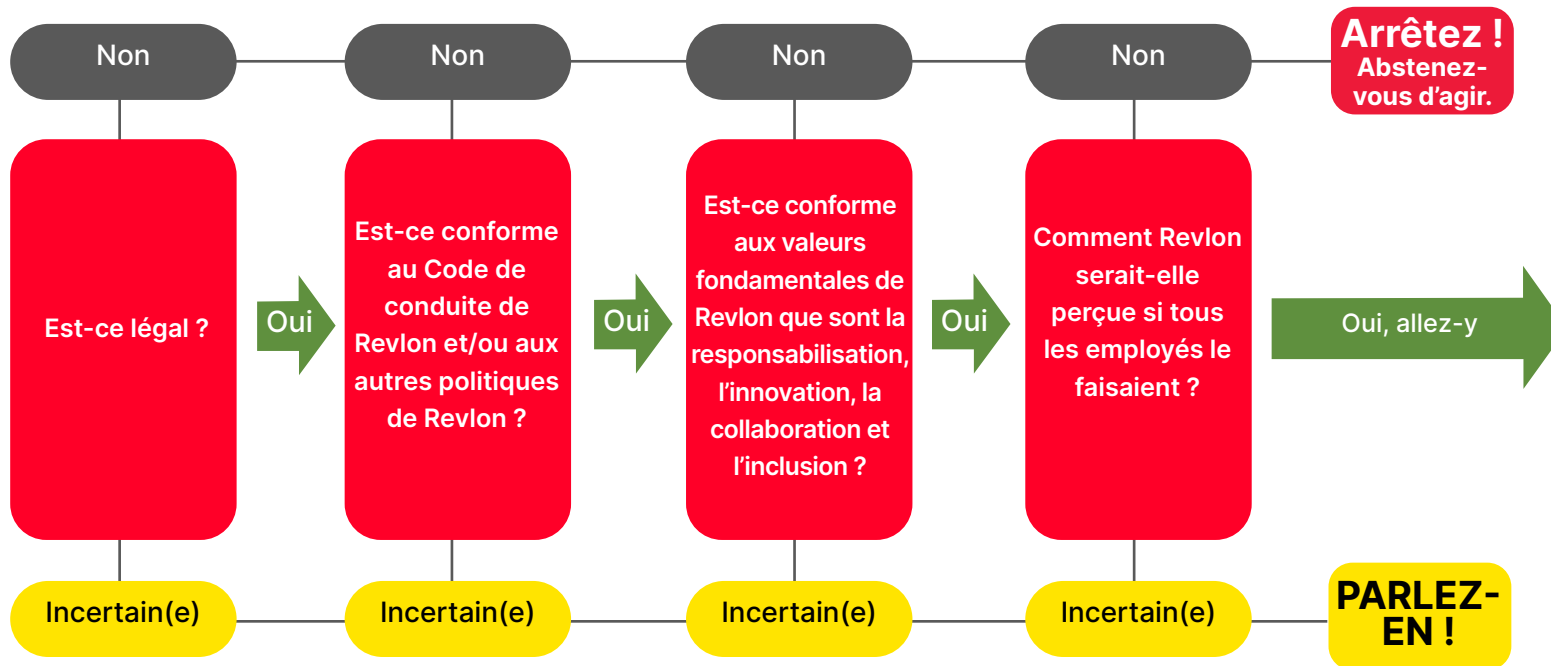 Non
Non
Non
Non
Arrêtez !
Abstenez-
vous d'agir.
Est-ce légal ?
Oui
Est-ce conforme
au Code de
conduite de
Revlon et/ou aux
autres politiques
de Revlon ?
Oui
Est-ce conforme
aux valeurs
fondamentales de
Revlon que sont la
responsabilisation,
l'innovation, la
collaboration et
l'inclusion ?
Oui
Comment Revlon
serait-elle
perçue si tous
les employés le
faisaient ?
Oui, allez-y
Incertain(e)
Incertain(e)
Incertain(e)
Incertain(e)
PARLEZ-
EN !